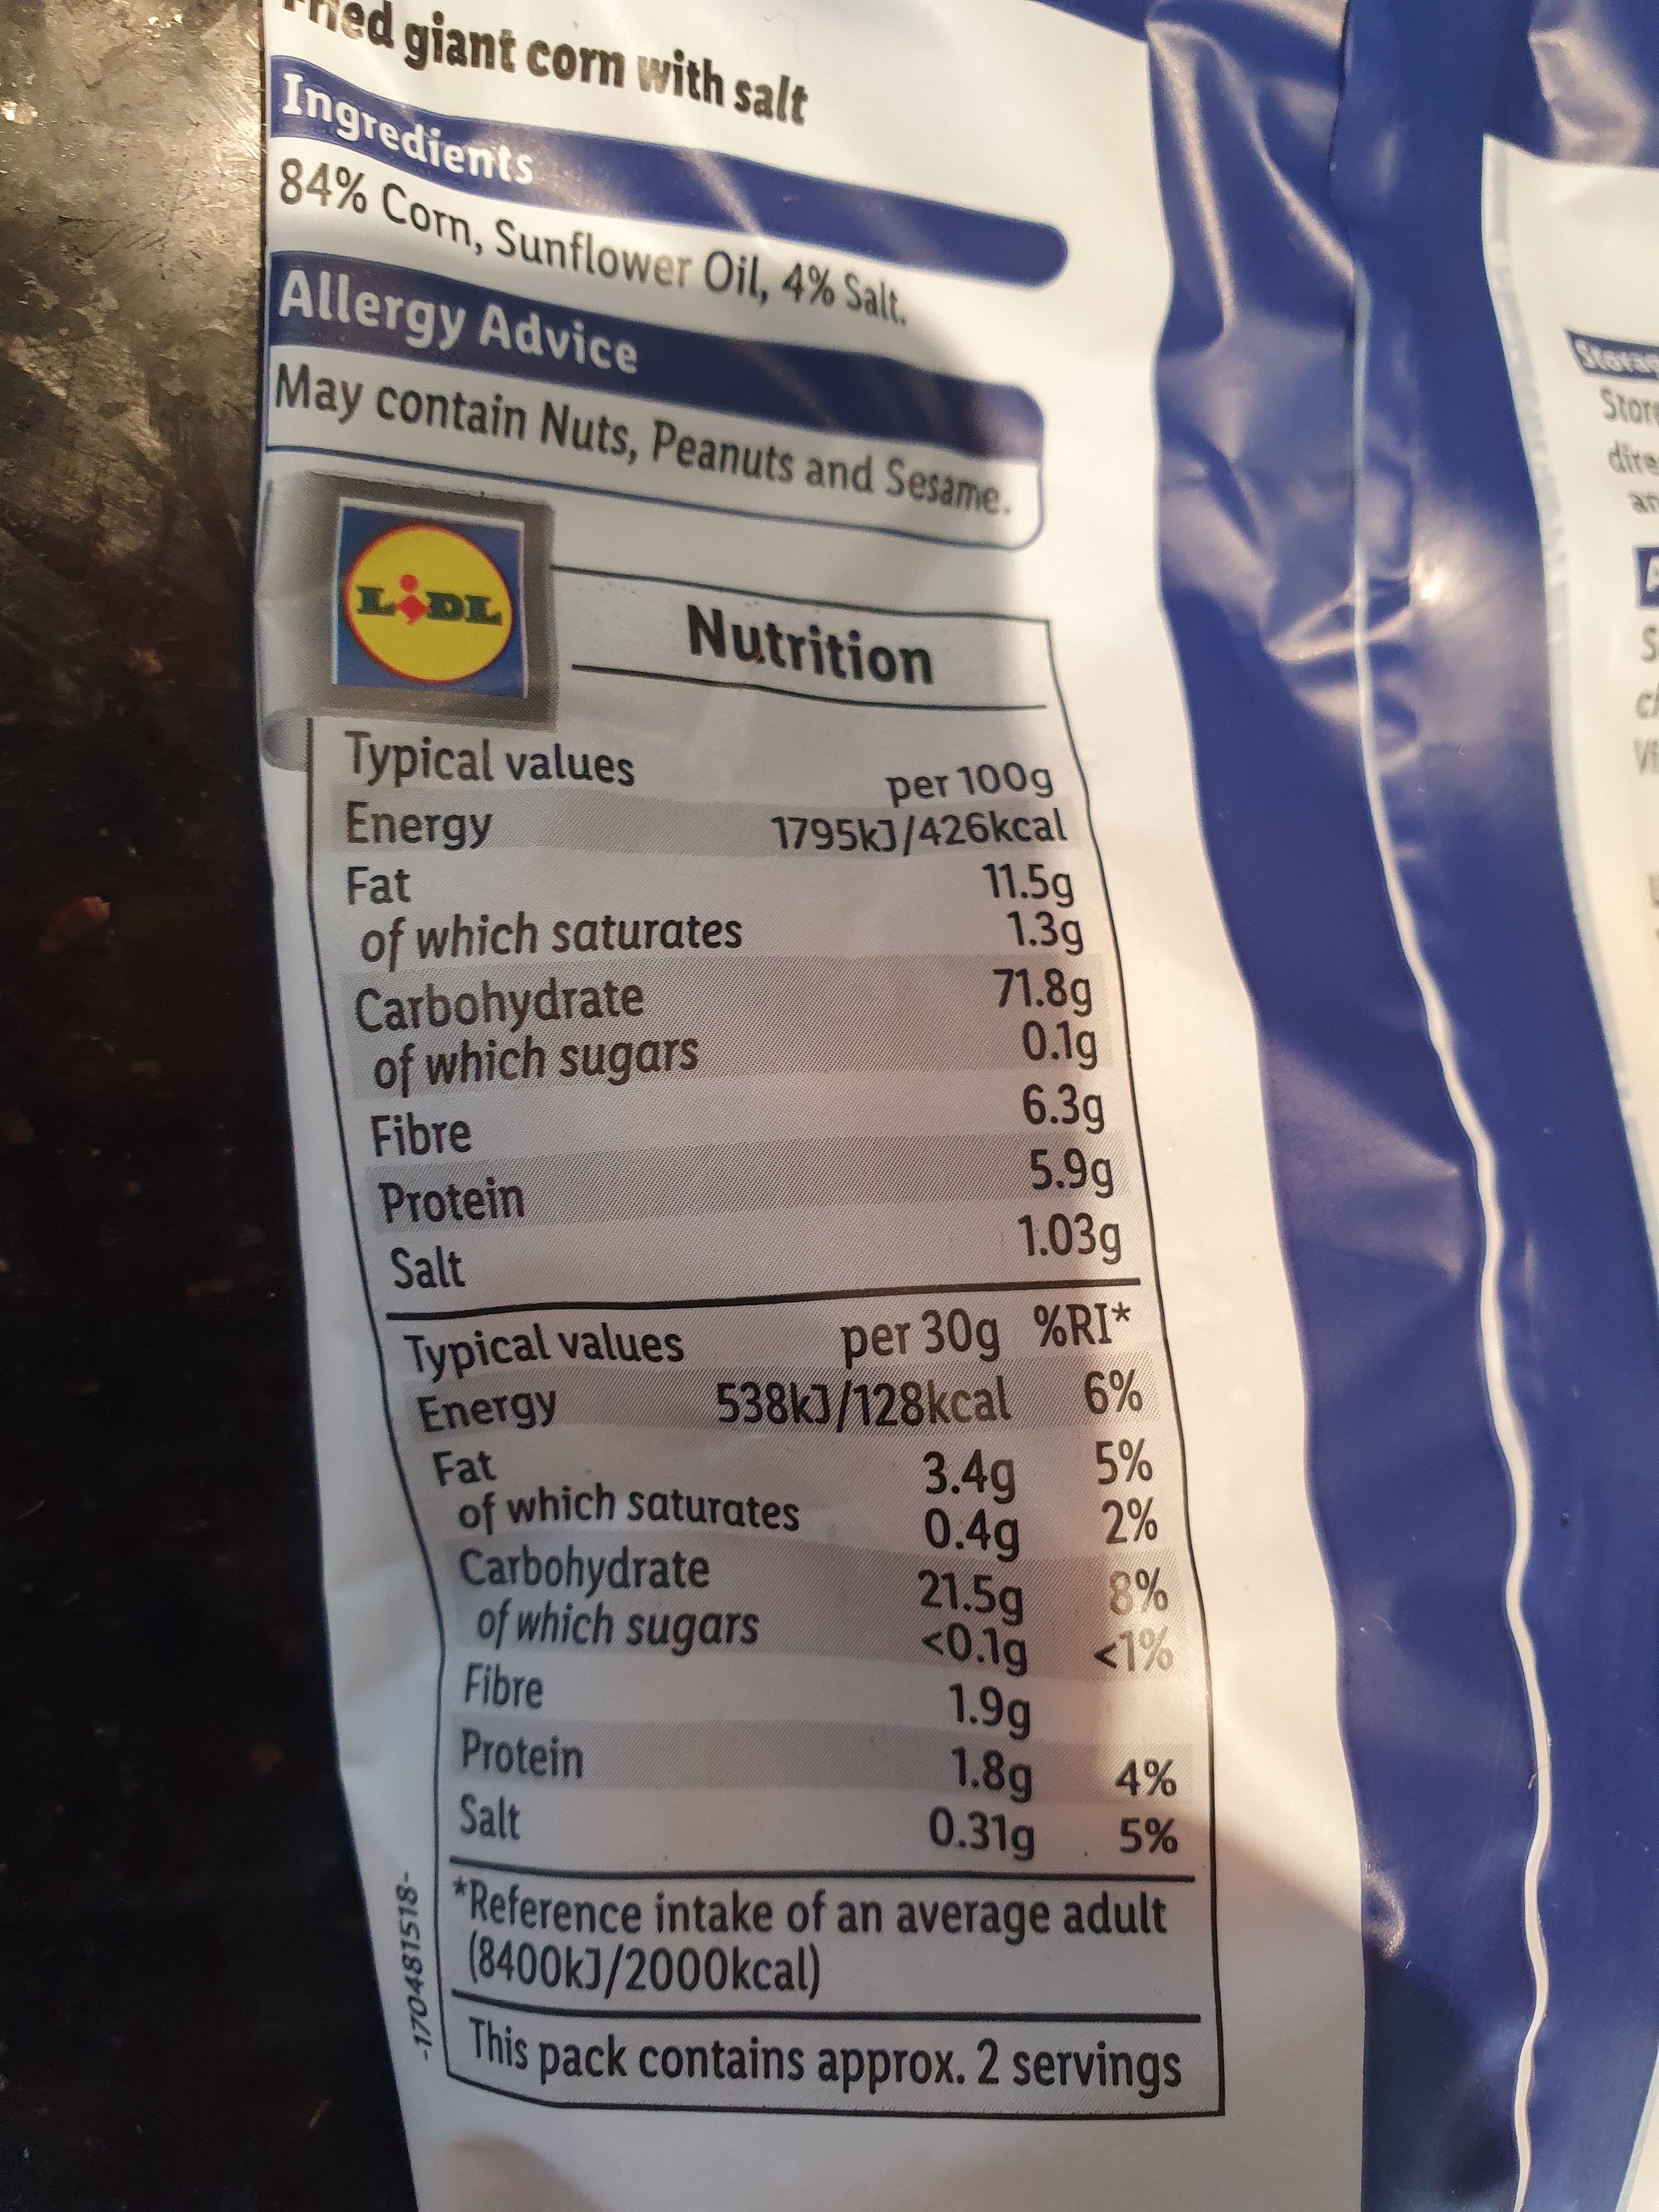 Fried giant corn with salt
Ingredients
84% Corn, Sunflower Oil, 4% Salt.
Allergy Advice
May contain Nuts, Peanuts and Sesame.
LIDL
Nutrition
Typical values per 100g
Energy 1795kJ/426kcal
Fat 11.5g
of which saturates 1.3g
Carbohydrate 71.8g
of which sugars 0.1g
Fibre 6.3g
Protein 5.9g
Salt 1.03g
Typical values per 30g %RI*
Energy 538kJ/128kcal 6%
Fat 3.4g 5%
of which saturates 0.4g 2%
Carbohydrate 21.5g 8%
of which sugars <0.1g <1%
Fibre 1.9g
Protein 1.8g 4%
Salt 0.31g 5%
*Reference intake of an average adult
(8400kJ/2000kcal)
This pack contains approx. 2 servings
-170481518-